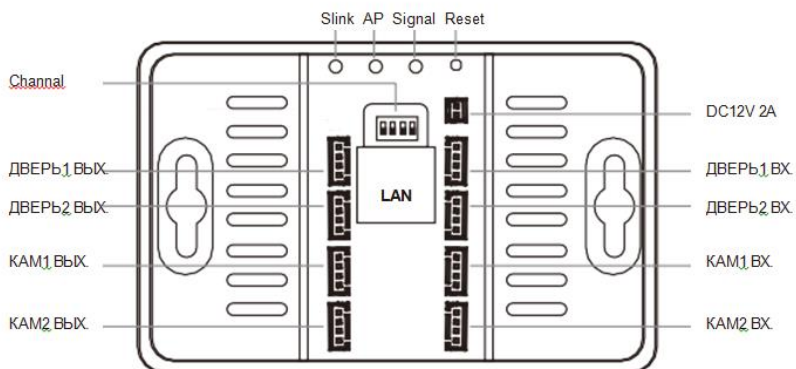 Slink AP Signal Reset
Channal
DC12V 2A
ДВЕРЬ1 ВЫХ.
LAN
ДВЕРЬ1 ВХ.
ДВЕРЬ2 ВЫХ.
ДВЕРЬ2 ВХ.
КАМ1 ВЫХ.
КАМ1 ВХ.
КАМ2 ВЫХ.
КАМ2 ВХ.